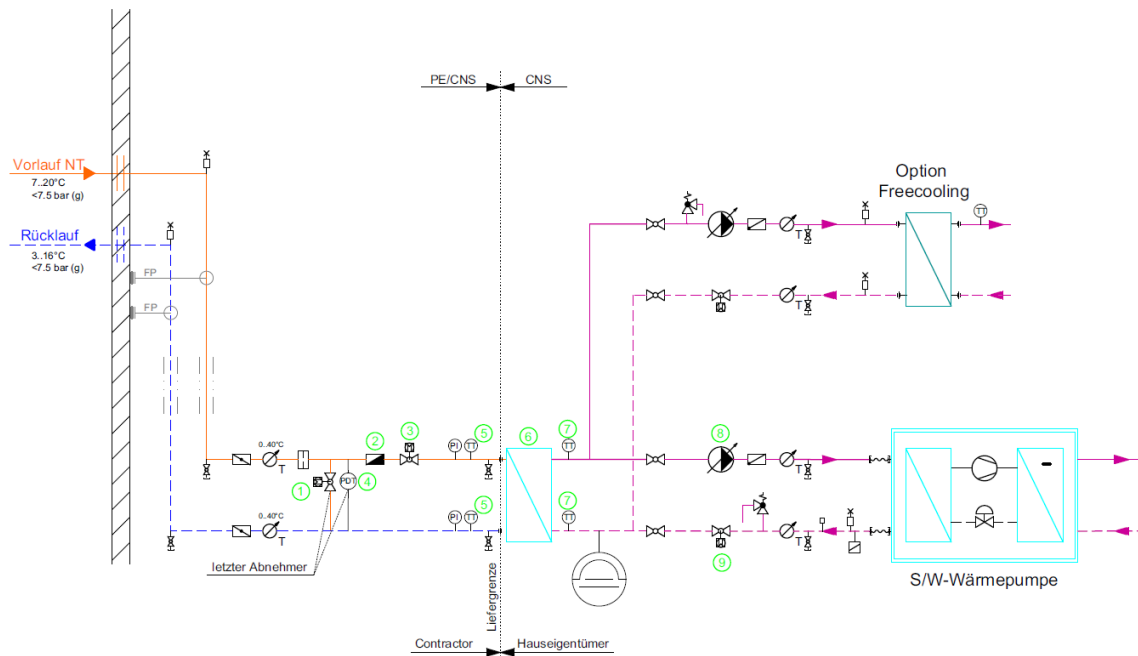 PE/CNS
CNS
Vorlauf NT
7..20°C
<7.5 bar (g)
Rücklauf
3..16°C
<7.5 bar (g)
FP
FP
Option
Freecooling
TT
T
T
0..40°C
T
1
2
3
4
PDT
PI
TT
5
6
7
TT
8
T
0..40°C
T
PI
TT
5
7
TT
9
T
letzter Abnehmer
Liefergrenze
S/W-Wärmepumpe
Contractor
Hauseigentümer